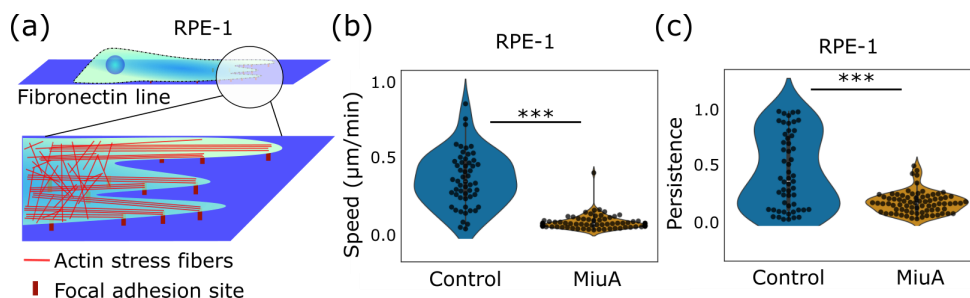 (a)
RPE-1
Fibronectin line
Actin stress fibers
Focal adhesion site
(b)
RPE-1
Speed (μm/min)
1.0
0.5
0.0
***
Control
MiuA
(c)
RPE-1
Persistence
1.0
0.5
0.0
***
Control
MiuA